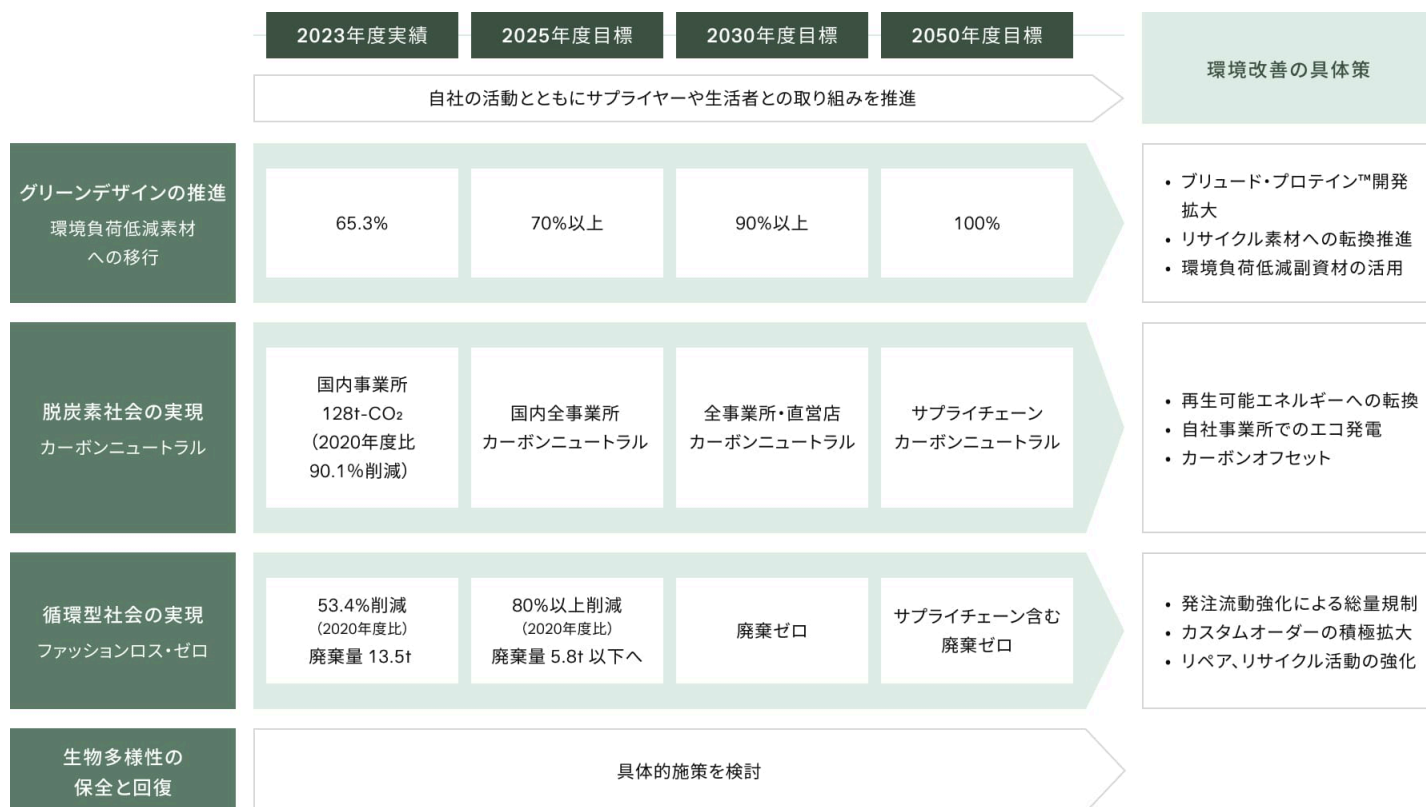 2023年度実績
2025年度目標
2030年度目標
2050年度目標
環境改善の具体策
自社の活動とともにサプライヤーや生活者との取り組みを推進
グリーンデザインの推進
環境負荷低減素材
への移行
65.3%
70%以上
90%以上
100%
• ブリュード・プロテイン™開発
拡大
• リサイクル素材への転換推進
• 環境負荷低減副資材の活用
脱炭素社会の実現
カーボンニュートラル
国内事業所
128t-CO₂
（2020年度比
90.1%削減）
国内全事業所
カーボンニュートラル
全事業所・直営店
カーボンニュートラル
サプライチェーン
カーボンニュートラル
• 再生可能エネルギーへの転換
• 自社事業所でのエコ発電
• カーボンオフセット
循環型社会の実現
ファッションロス・ゼロ
53.4%削減
（2020年度比）
廃棄量 13.5t
80%以上削減
（2020年度比）
廃棄量 5.8t 以下へ
廃棄ゼロ
サプライチェーン含む
廃棄ゼロ
• 発注流動強化による総量規制
• カスタムオーダーの積極拡大
• リペア、リサイクル活動の強化
生物多様性の
保全と回復
具体的施策を検討